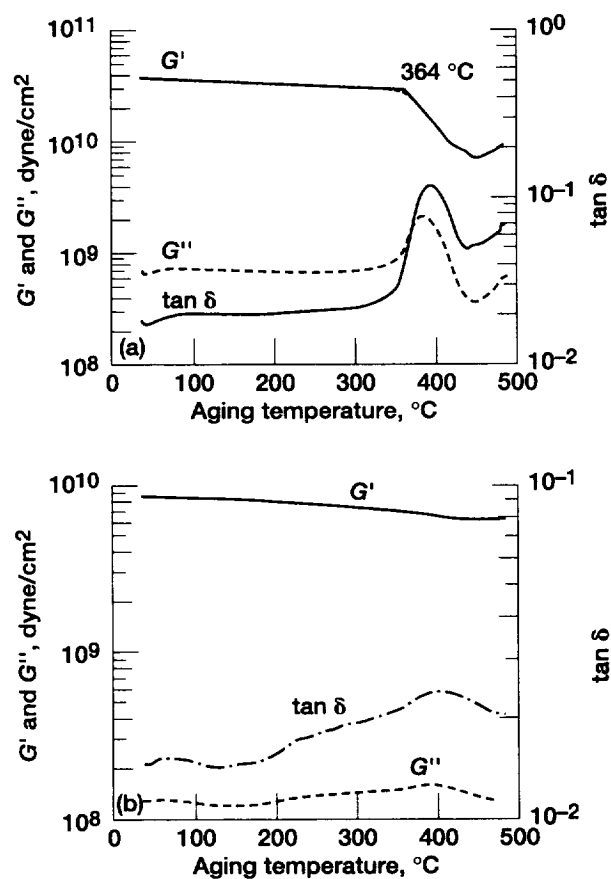 10¹¹
10⁰
G'
364 °C
10¹⁰
G' and G'', dyne/cm²
10⁻¹
tan δ
G''
10⁹
tan δ
(a)
10⁸
10⁻²
0 100 200 300 400 500
Aging temperature, °C
10¹⁰
10⁻¹
G'
G' and G'', dyne/cm²
10⁹
tan δ
tan δ
G''
(b)
10⁸
10⁻²
0 100 200 300 400 500
Aging temperature, °C